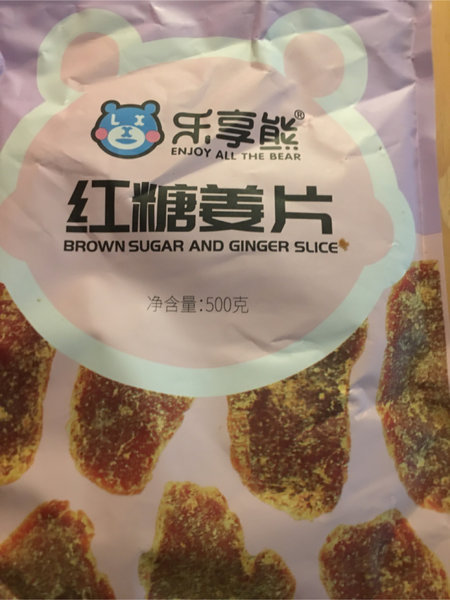 LXX
乐享熊®
ENJOY ALL THE BEAR
红糖姜片
BROWN SUGAR AND GINGER SLICE
净含量:500克